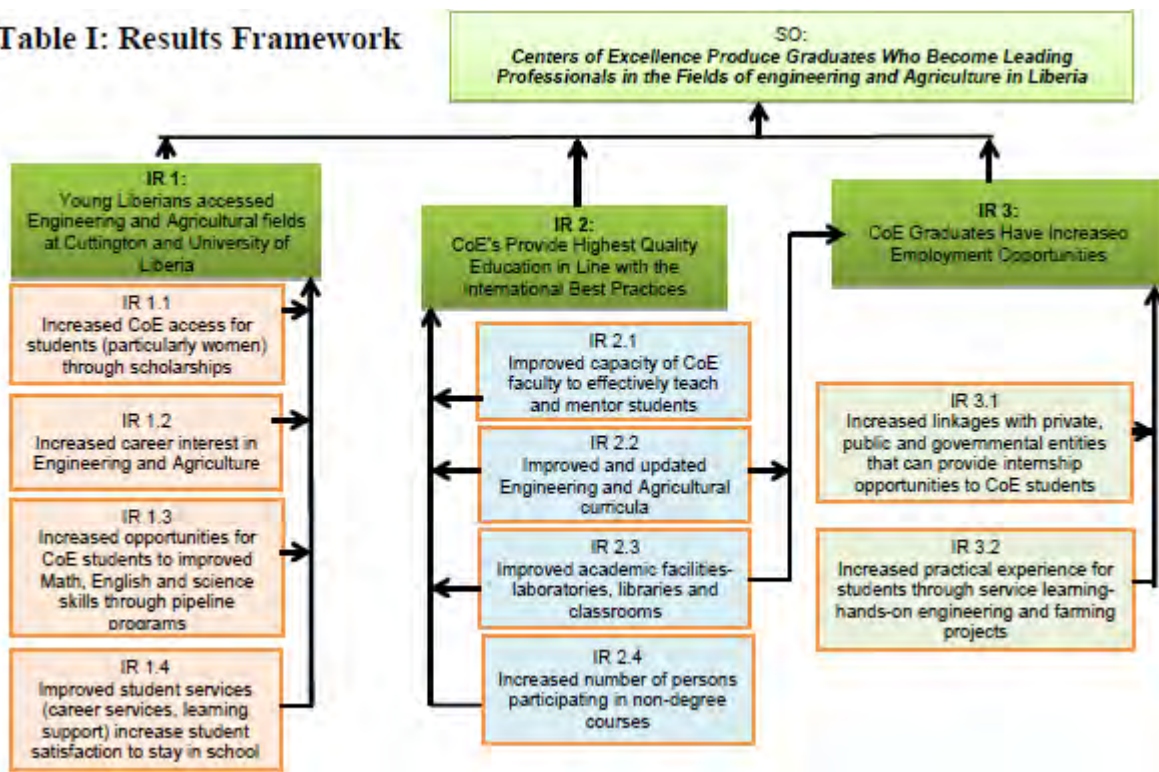 Table I: Results Framework
SO:
Centers of Excellence Produce Graduates Who Become Leading
Professionals in the Fields of engineering and Agriculture in Liberia
IR 1:
Young Liberians accessed
Engineering and Agricultural fields
at Cuttington and University of
Liberia
IR 1.1
Increased CoE access for
students (particularly women)
through scholarships
IR 1.2
Increased career interest in
Engineering and Agriculture
IR 1.3
Increased opportunities for
CoE students to improved
Math, English and science
skills through pipeline
programs
IR 1.4
Improved student services
(career services, learning
support) increase student
satisfaction to stay in school
IR 2:
CoE's Provide Highest Quality
Education in Line with the
International Best Practices
IR 2.1
Improved capacity of CoE
faculty to effectively teach
and mentor students
IR 2.2
Improved and updated
Engineering and Agricultural
curricula
IR 2.3
Improved academic facilities-
laboratories, libraries and
classrooms
IR 2.4
Increased number of persons
participating in non-degree
courses
IR 3:
CoE Graduates Have Increased
Employment Opportunities
IR 3.1
Increased linkages with private,
public and governmental entities
that can provide internship
opportunities to CoE students
IR 3.2
Increased practical experience for
students through service learning-
hands-on engineering and farming
projects